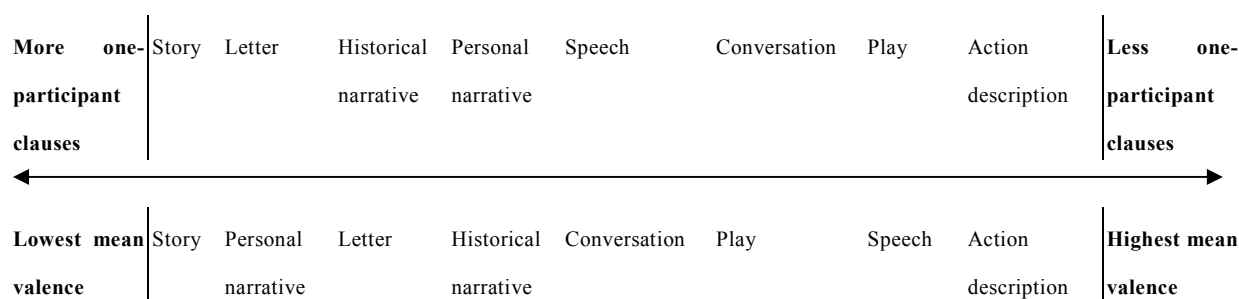 More one- Story Letter Historical Personal Speech Conversation Play Action Less one-
participant narrative narrative description participant
clauses clauses
Lowest mean Story Personal Letter Historical Conversation Play Speech Action Highest mean
valence narrative narrative description valence